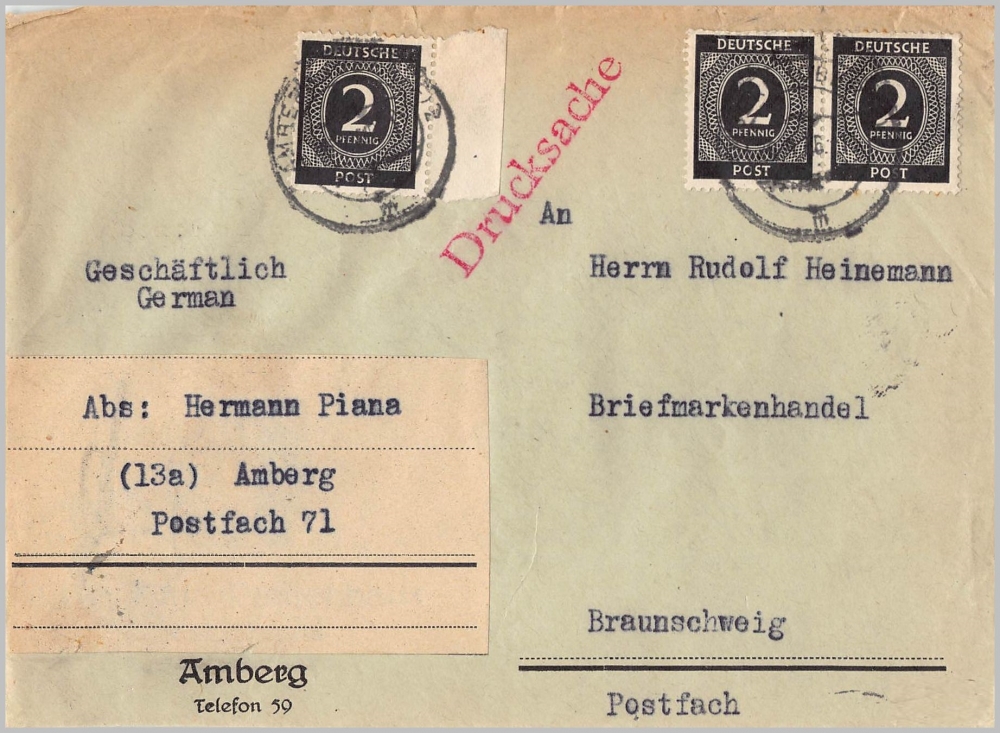 DEUTSCHE
2
PFENNIG
POST
DEUTSCHE
2
PFENNIG
POST
DEUTSCHE
2
PFENNIG
POST
Drucksache
An
Geschäftlich
German
Herrn Rudolf Heinemann
Abs: Hermann Piana
Briefmarkenhandel
(13a) Amberg
Postfach 71
Braunschweig
Amberg
Telefon 59
Postfach